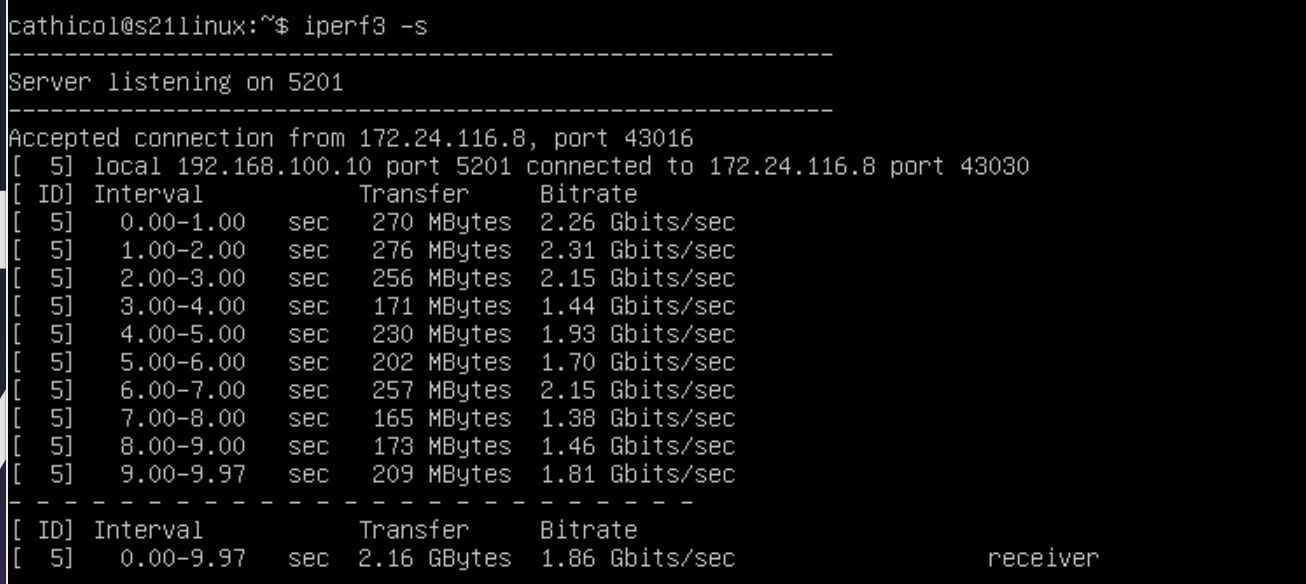 cathicol@s21linux:~$ iperf3 -s
-----------------------------------------------------------
Server listening on 5201
-----------------------------------------------------------
Accepted connection from 172.24.116.8, port 43016
[  5] local 192.168.100.10 port 5201 connected to 172.24.116.8 port 43030
[ ID] Interval           Transfer     Bitrate
[  5]   0.00-1.00   sec   270 MBytes  2.26 Gbits/sec
[  5]   1.00-2.00   sec   276 MBytes  2.31 Gbits/sec
[  5]   2.00-3.00   sec   256 MBytes  2.15 Gbits/sec
[  5]   3.00-4.00   sec   171 MBytes  1.44 Gbits/sec
[  5]   4.00-5.00   sec   230 MBytes  1.93 Gbits/sec
[  5]   5.00-6.00   sec   202 MBytes  1.70 Gbits/sec
[  5]   6.00-7.00   sec   257 MBytes  2.15 Gbits/sec
[  5]   7.00-8.00   sec   165 MBytes  1.38 Gbits/sec
[  5]   8.00-9.00   sec   173 MBytes  1.46 Gbits/sec
[  5]   9.00-9.97   sec   209 MBytes  1.81 Gbits/sec
- - - - - - - - - - - - - - - - - - - - - - - - -
[ ID] Interval           Transfer     Bitrate
[  5]   0.00-9.97   sec  2.16 GBytes  1.86 Gbits/sec                  receiver